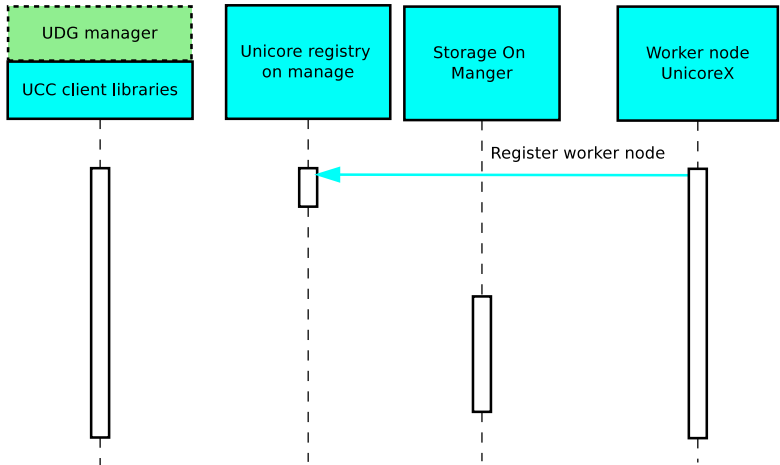 UDG manager
UCC client libraries
Unicore registry
on manage
Storage On
Manger
Worker node
UnicoreX
Register worker node